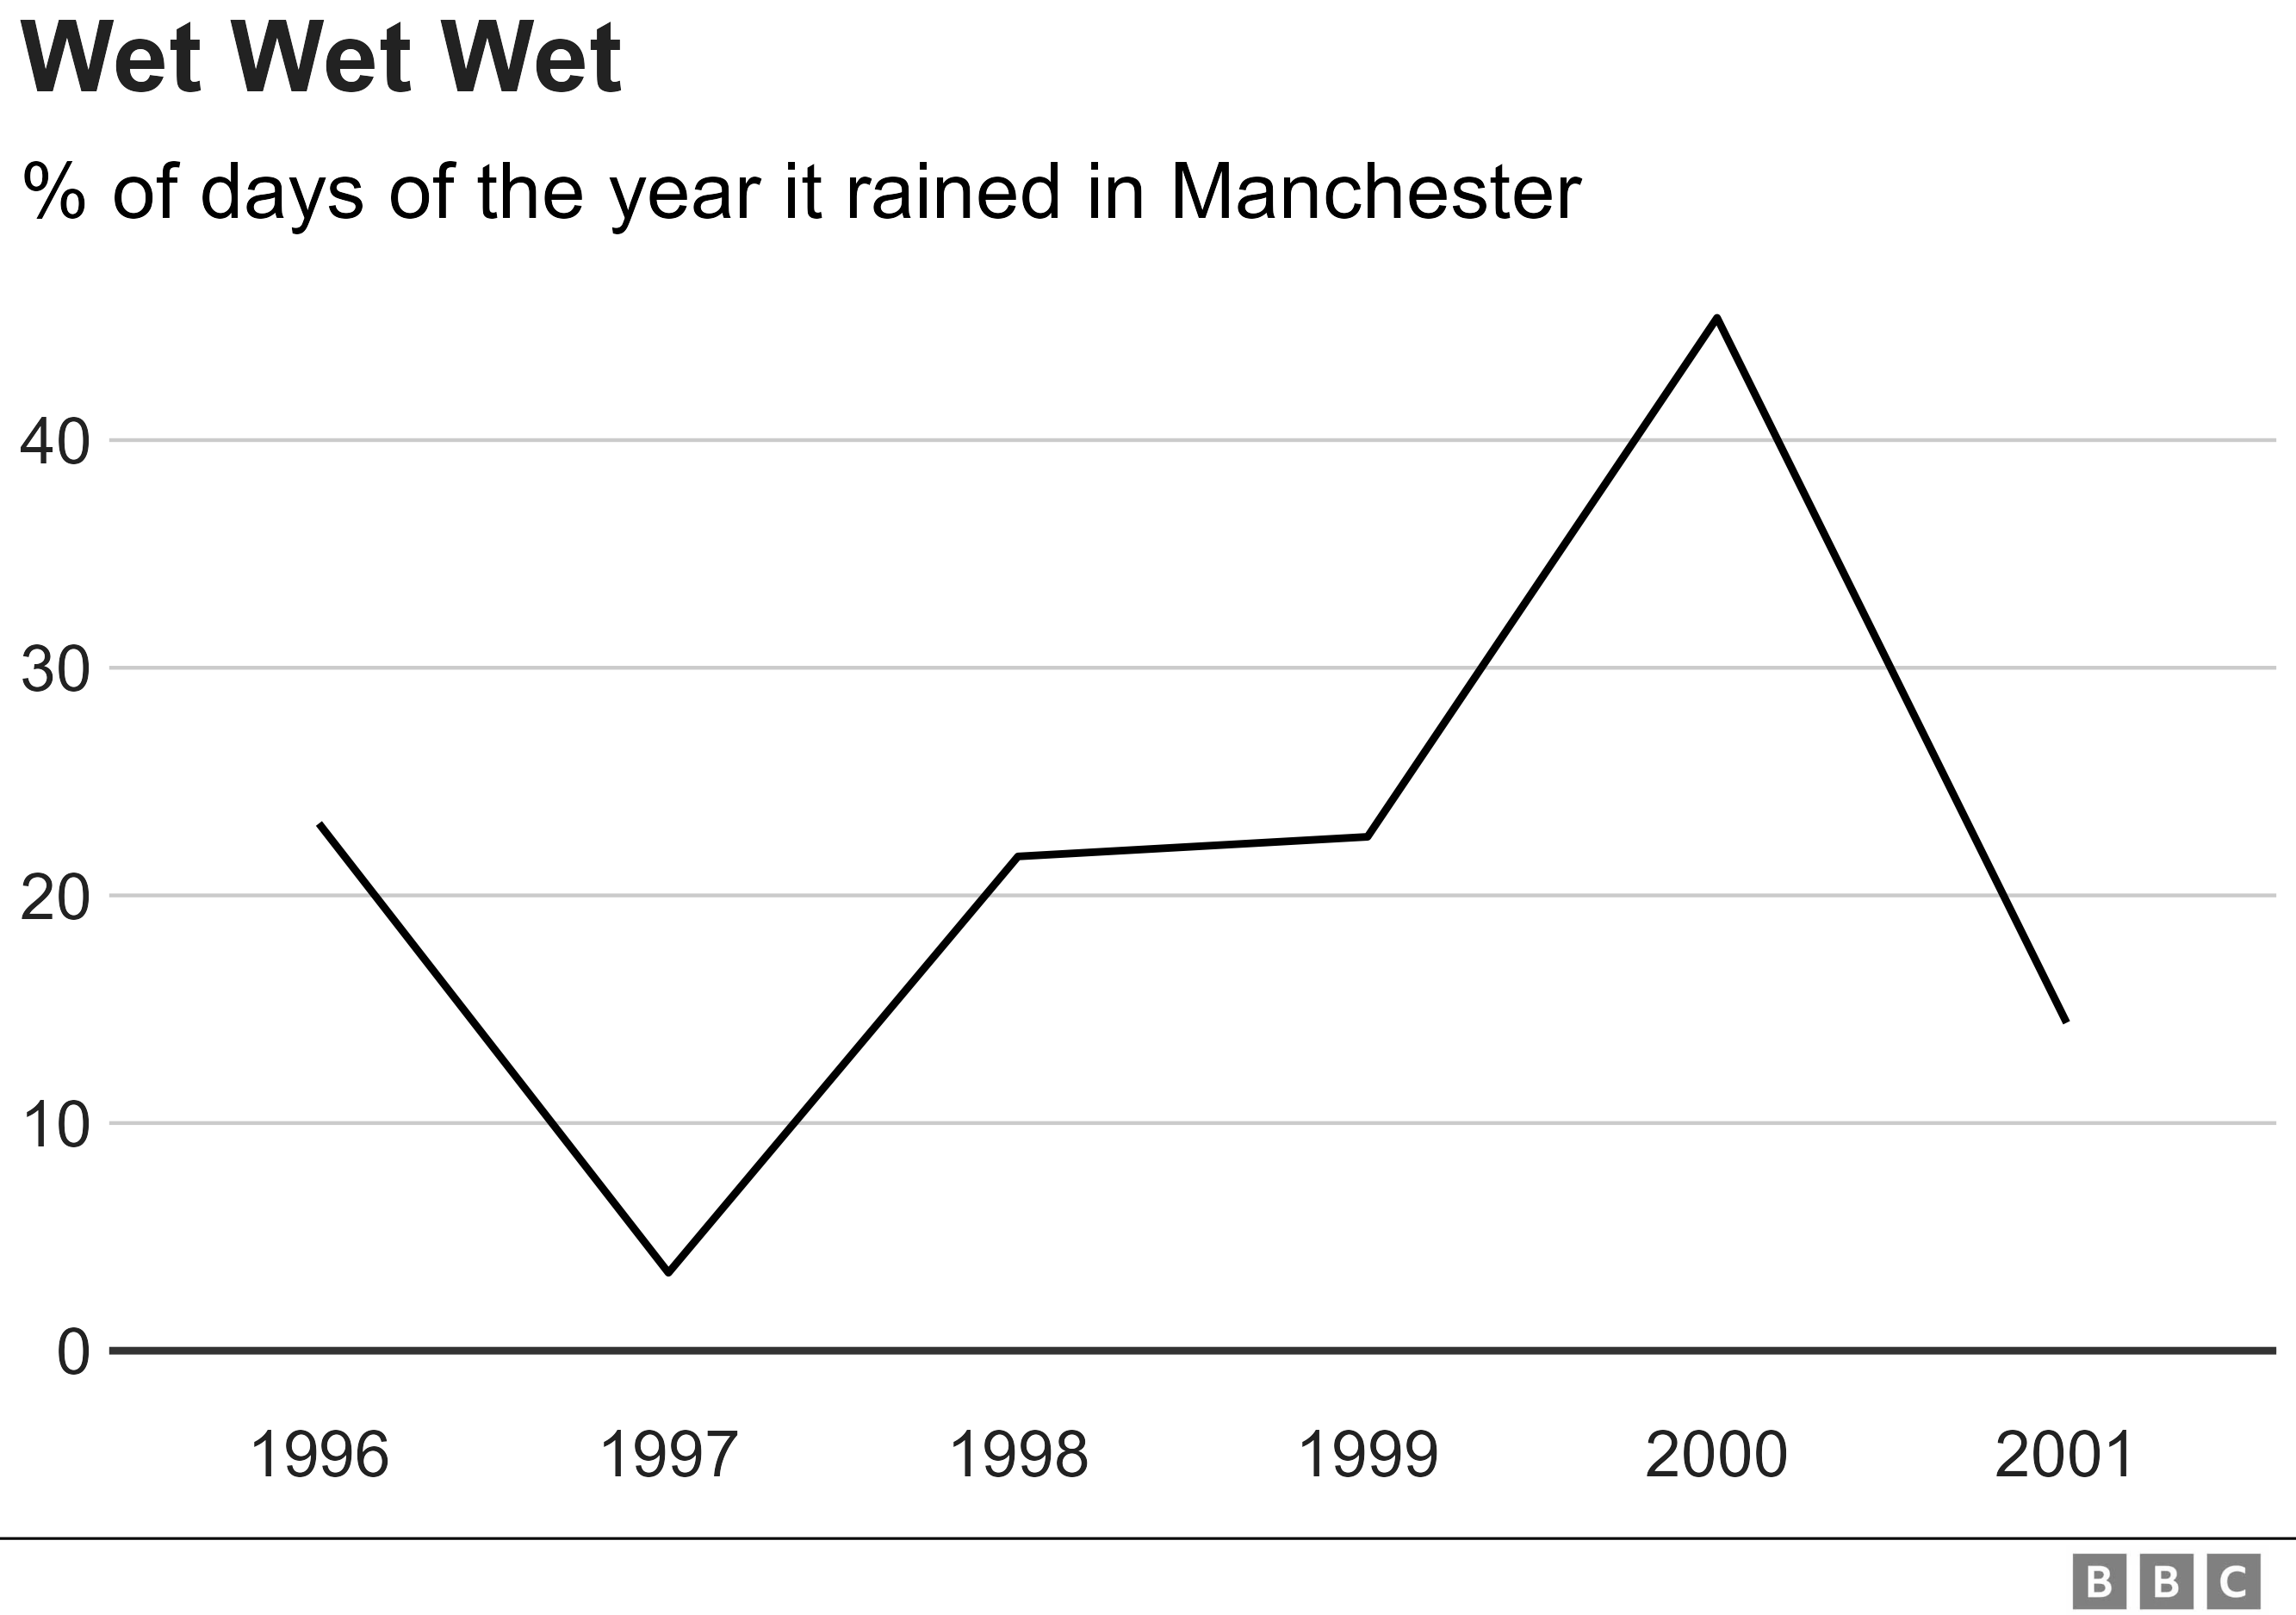 Wet Wet Wet
% of days of the year it rained in Manchester
40
30
20
10
0
1996 1997 1998 1999 2000 2001
BBC